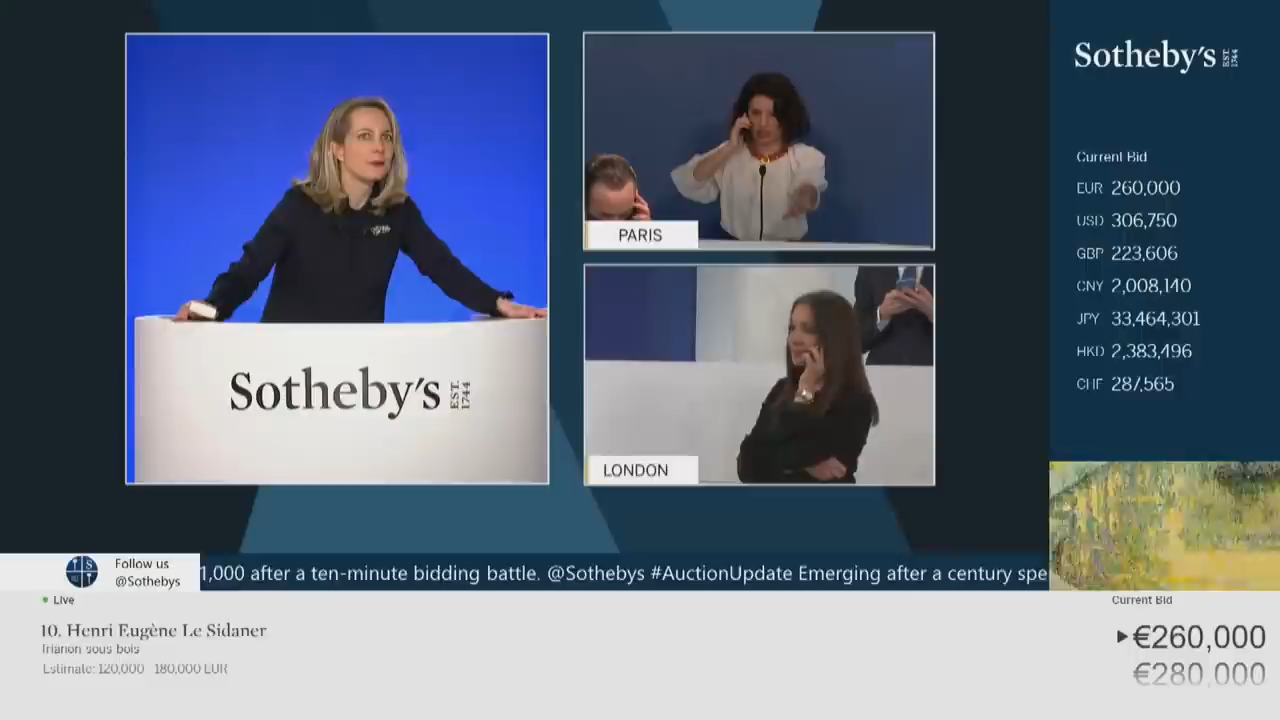 Sotheby's EST. 1744
Current Bid
EUR 260,000
USD 306,750
GBP 223,606
CNY 2,008,140
JPY 33,464,301
HKD 2,383,496
CHF 287,565
PARIS
Sotheby's EST. 1744
LONDON
Follow us
@Sothebys
1,000 after a ten-minute bidding battle. @Sothebys #AuctionUpdate Emerging after a century spe
Live
10. Henri Eugène Le Sidaner
Trianon sous bois
Estimate: 120,000 180,000 EUR
Current Bid
€260,000
€280,000